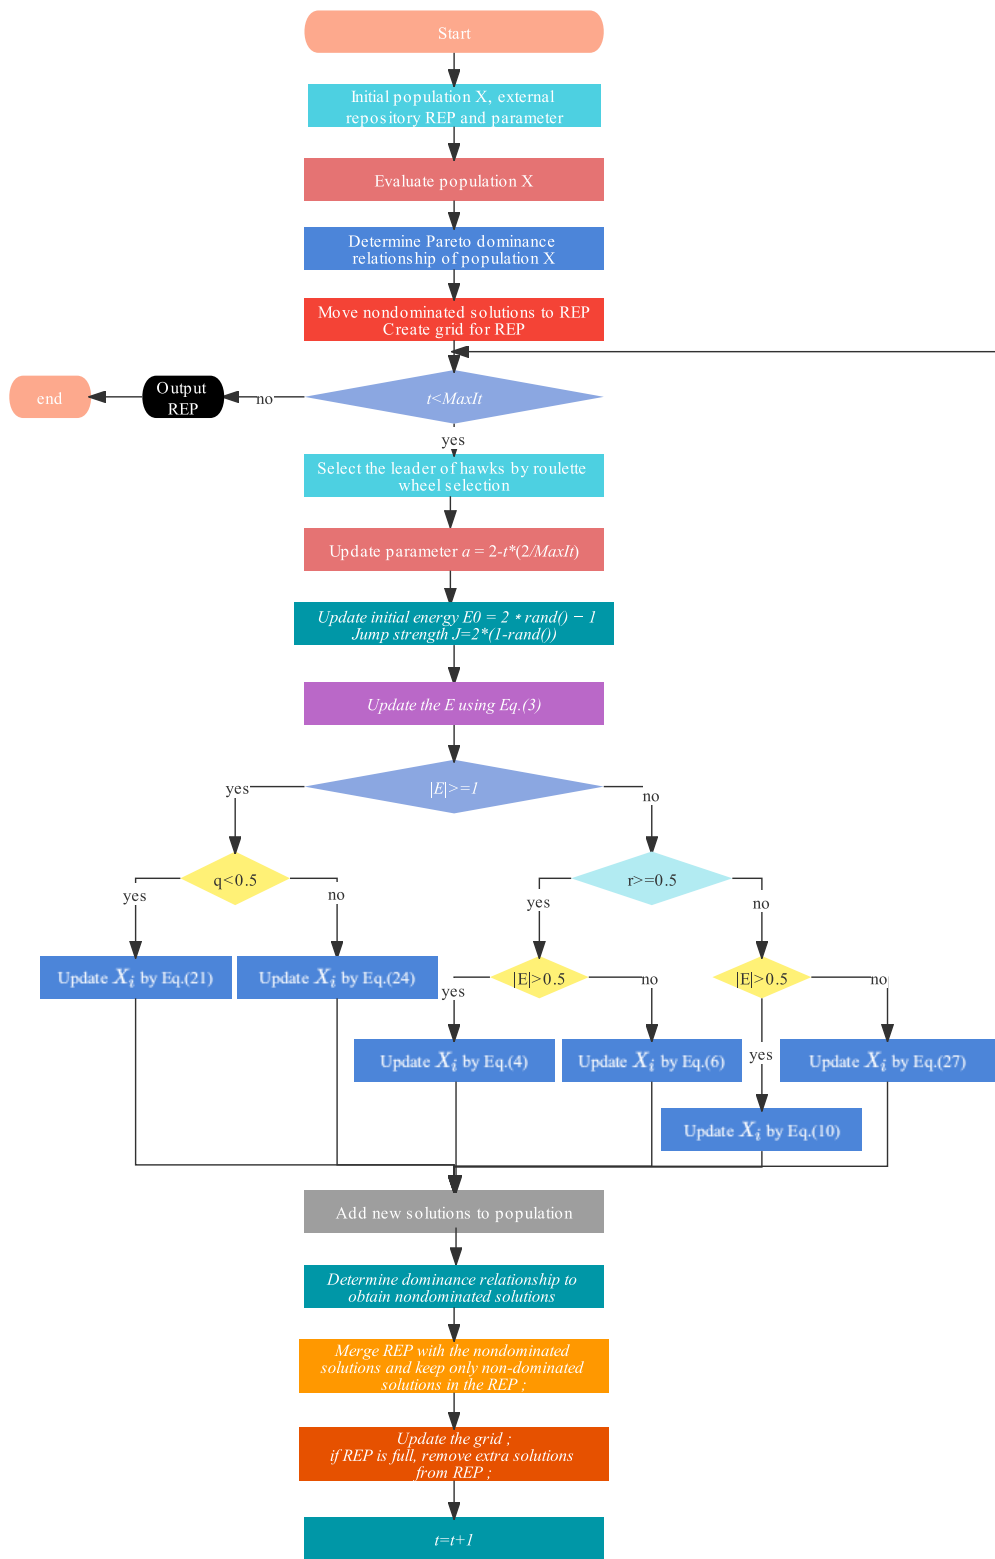 Start
Initial population X, external
repository REP and parameter
Evaluate population X
Determine Pareto dominance
relationship of population X
Move nondominated solutions to REP
Create grid for REP
t<MaxIt
no
Output
REP
end
yes
Select the leader of hawks by roulette
wheel selection
Update parameter a = 2-t*(2/MaxIt)
Update initial energy E0 = 2 * rand() − 1
Jump strength J=2*(1-rand())
Update the E using Eq.(3)
|E|>=1
yes
no
q<0.5
r>=0.5
yes
no
yes
no
Update Xi by Eq.(21)
Update Xi by Eq.(24)
|E|>0.5
|E|>0.5
yes
no
no
yes
Update Xi by Eq.(4)
Update Xi by Eq.(6)
Update Xi by Eq.(27)
Update Xi by Eq.(10)
Add new solutions to population
Determine dominance relationship to
obtain nondominated solutions
Merge REP with the nondominated
solutions and keep only non-dominated
solutions in the REP ;
Update the grid ;
if REP is full, remove extra solutions
from REP ;
t=t+1